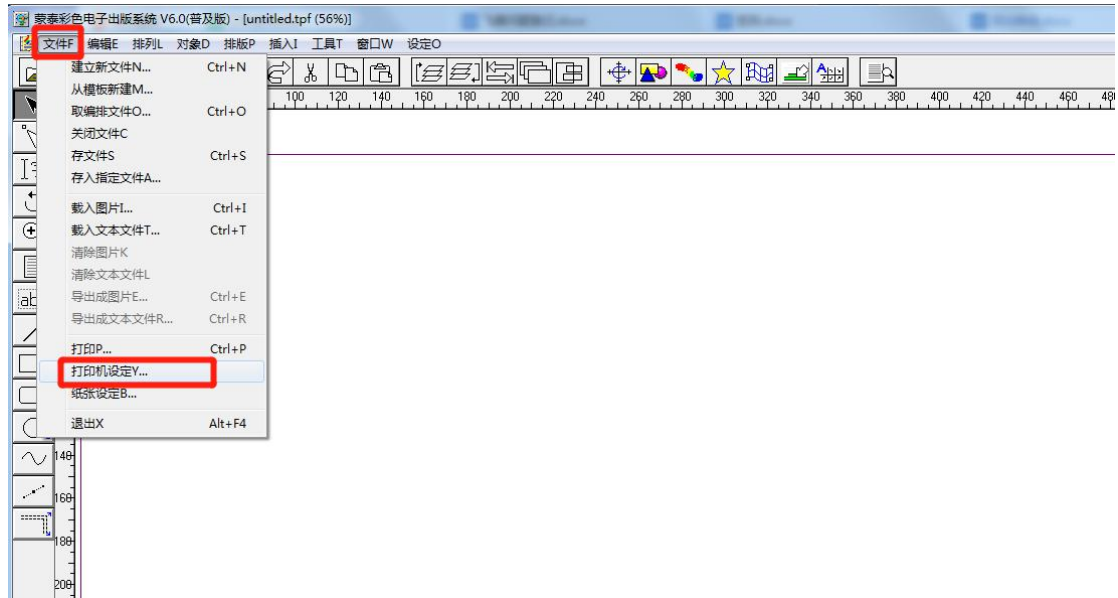 蒙泰彩色电子出版系统 V6.0(普及版) - [untitled.tpf (56%)]
文件F 编辑E 排列L 对象D 排版P 插入I 工具T 窗口W 设定O
建立新文件N... Ctrl+N
从模板新建M...
取编排文件O... Ctrl+O
关闭文件C
存文件S Ctrl+S
存入指定文件A...
载入图片I... Ctrl+I
载入文本文件T... Ctrl+T
清除图片K
清除文本文件L
导出成图片E... Ctrl+E
导出成文本文件R... Ctrl+R
打印P... Ctrl+P
打印机设定Y...
纸张设定B...
退出X Alt+F4
100 120 140 160 180 200 220 240 260 280 300 320 340 360 380 400 420 440 460 480
140
160
180
200